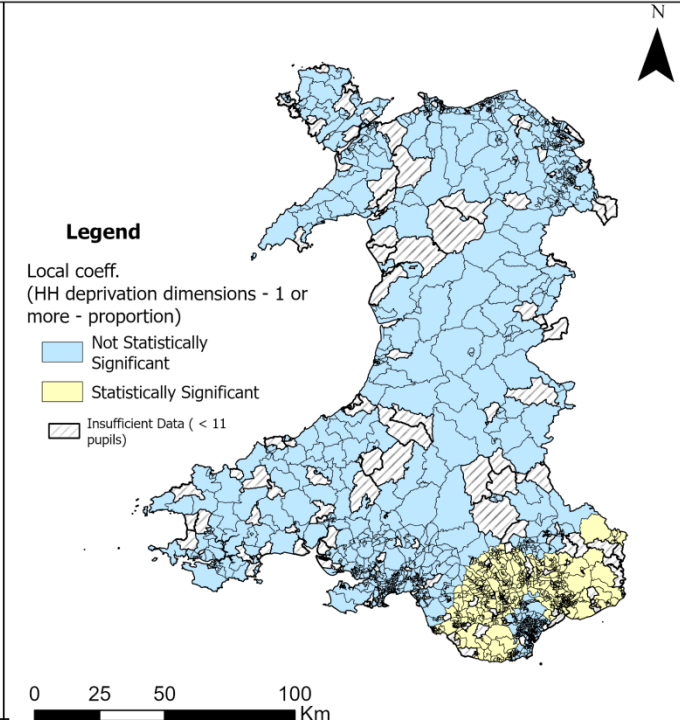 N
Legend
Local coeff.
(HH deprivation dimensions - 1 or
more - proportion)
Not Statistically
Significant
Statistically Significant
Insufficient Data ( < 11
pupils)
0 25 50 100
Km